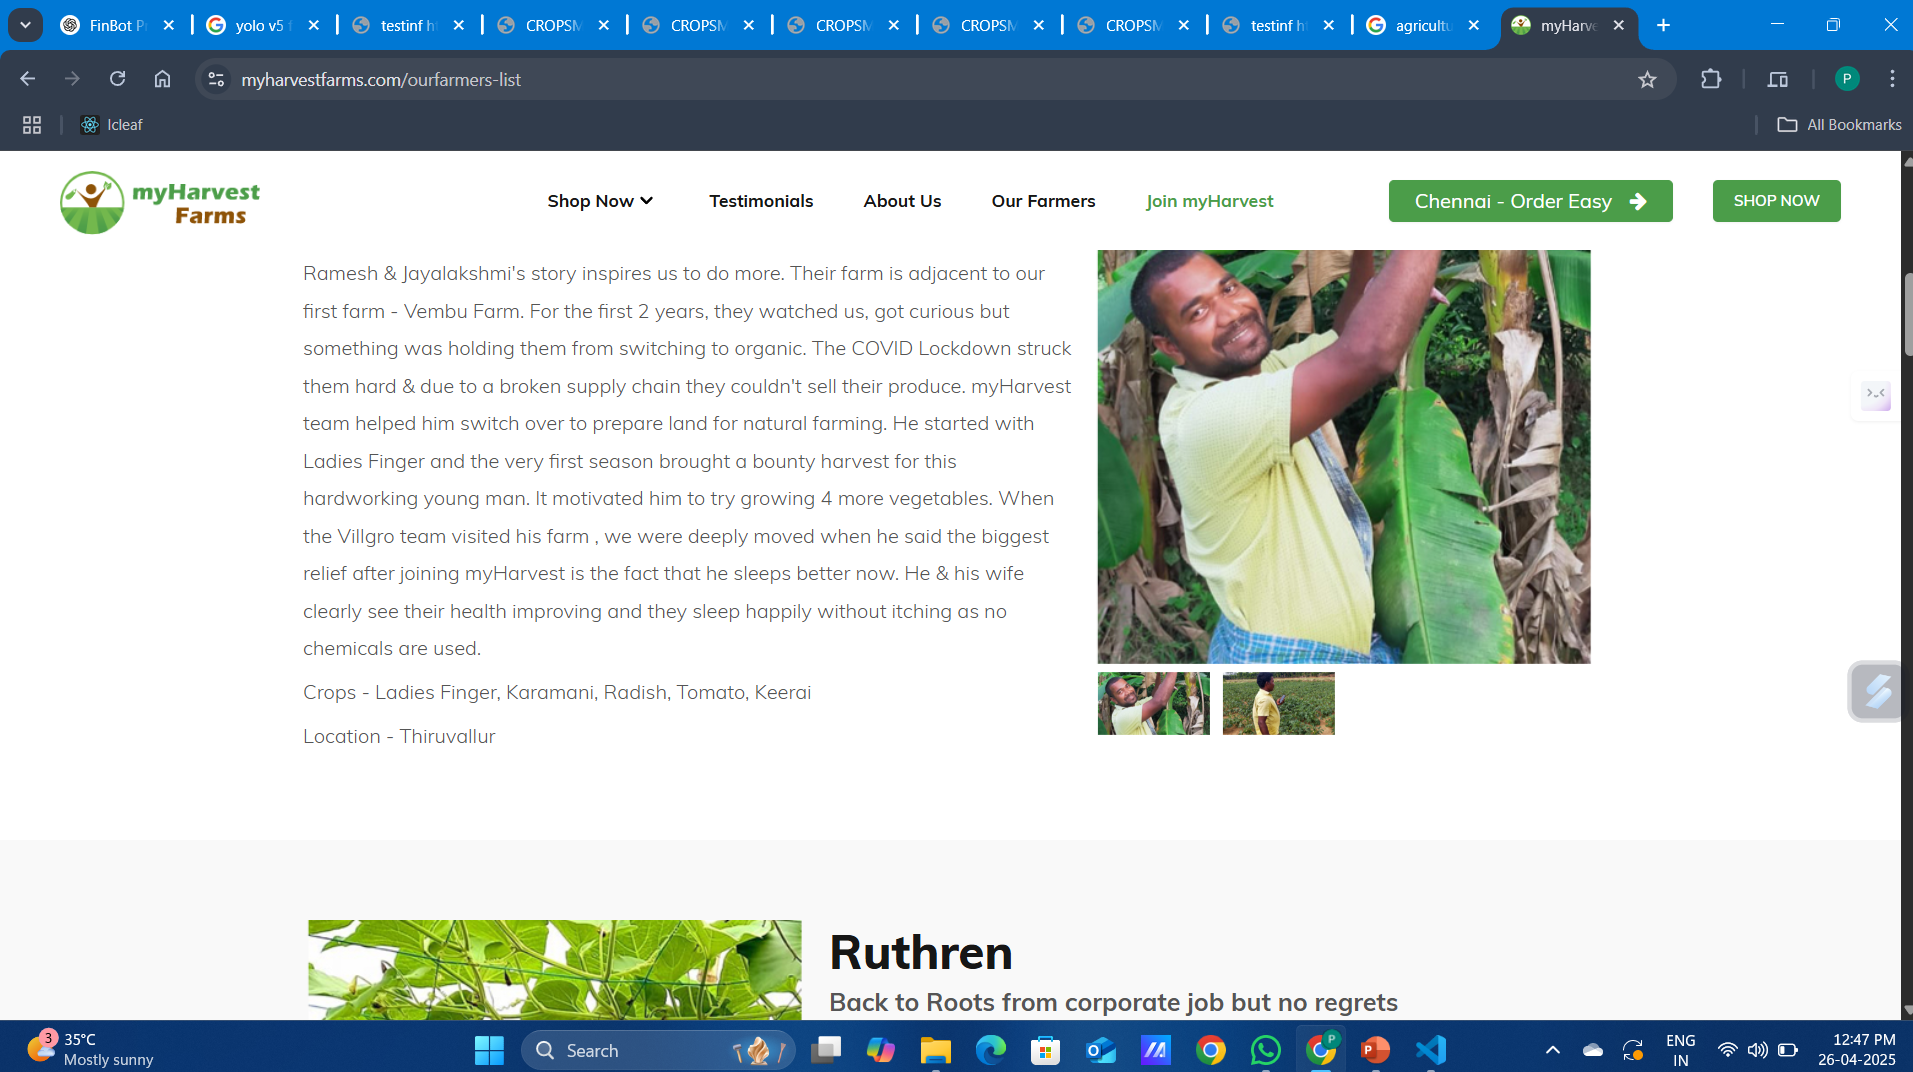 FinBot P
yolo v5 f
testinf h
CROPSM
CROPSM
CROPSM
CROPSM
CROPSM
testinf h
agricultu
myHarve
myharvestfarms.com/ourfarmers-list
P
Icleaf
All Bookmarks
myHarvest
Farms
Shop Now
Testimonials
About Us
Our Farmers
Join myHarvest
Chennai - Order Easy
SHOP NOW
Ramesh & Jayalakshmi's story inspires us to do more. Their farm is adjacent to our
first farm - Vembu Farm. For the first 2 years, they watched us, got curious but
something was holding them from switching to organic. The COVID Lockdown struck
them hard & due to a broken supply chain they couldn't sell their produce. myHarvest
team helped him switch over to prepare land for natural farming. He started with
Ladies Finger and the very first season brought a bounty harvest for this
hardworking young man. It motivated him to try growing 4 more vegetables. When
the Villgro team visited his farm , we were deeply moved when he said the biggest
relief after joining myHarvest is the fact that he sleeps better now. He & his wife
clearly see their health improving and they sleep happily without itching as no
chemicals are used.
Crops - Ladies Finger, Karamani, Radish, Tomato, Keerai
Location - Thiruvallur
Ruthren
Back to Roots from corporate job but no regrets
3
35°C
Mostly sunny
Search
P
ENG
IN
12:47 PM
26-04-2025